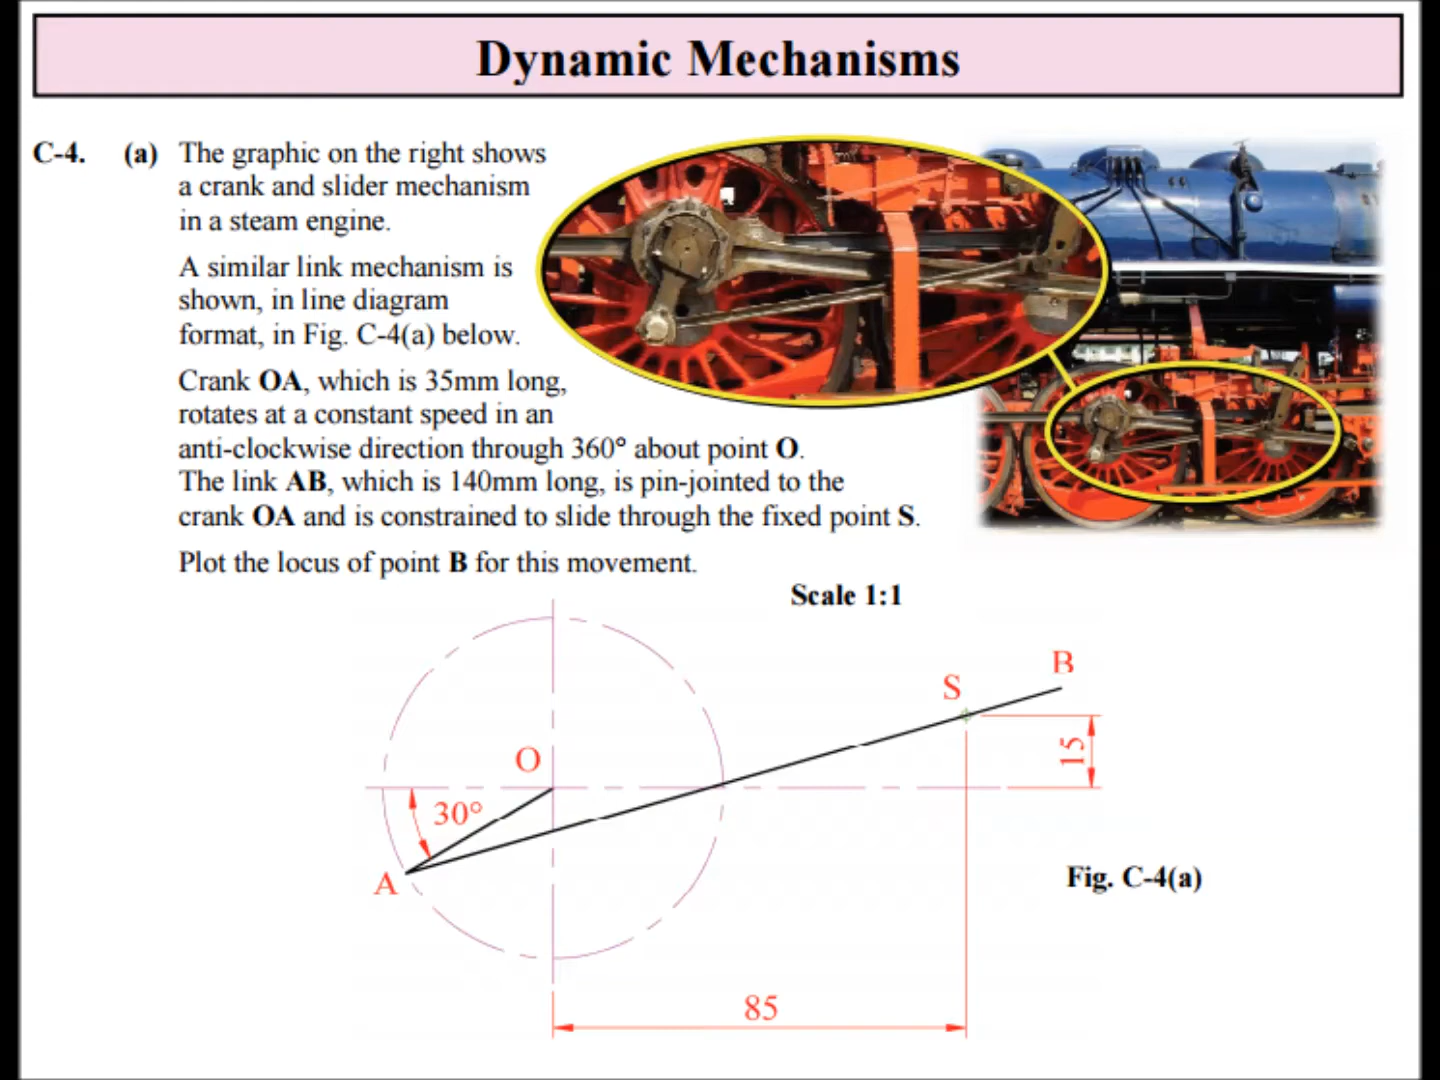 Dynamic Mechanisms
C-4. (a) The graphic on the right shows
a crank and slider mechanism
in a steam engine.
A similar link mechanism is
shown, in line diagram
format, in Fig. C-4(a) below.
Crank OA, which is 35mm long,
rotates at a constant speed in an
anti-clockwise direction through 360° about point O.
The link AB, which is 140mm long, is pin-jointed to the
crank OA and is constrained to slide through the fixed point S.
Plot the locus of point B for this movement.
Scale 1:1
B
S
15
O
30°
A
Fig. C-4(a)
85